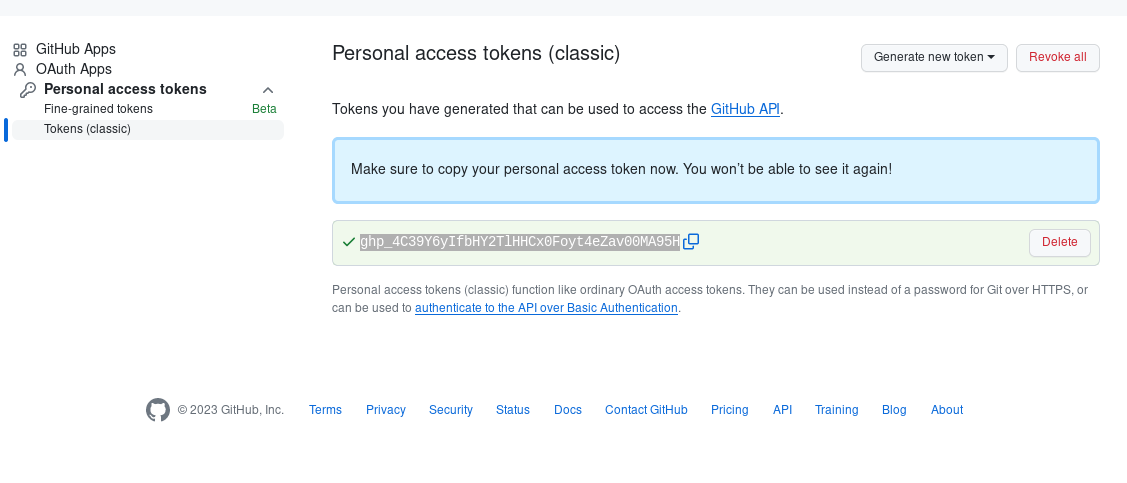 GitHub Apps
OAuth Apps
Personal access tokens
Fine-grained tokens Beta
Tokens (classic)
Personal access tokens (classic)
Generate new token
Revoke all
Tokens you have generated that can be used to access the GitHub API.
Make sure to copy your personal access token now. You won’t be able to see it again!
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
Delete
Personal access tokens (classic) function like ordinary OAuth access tokens. They can be used instead of a password for Git over HTTPS, or
can be used to authenticate to the API over Basic Authentication.
© 2023 GitHub, Inc. Terms Privacy Security Status Docs Contact GitHub Pricing API Training Blog About